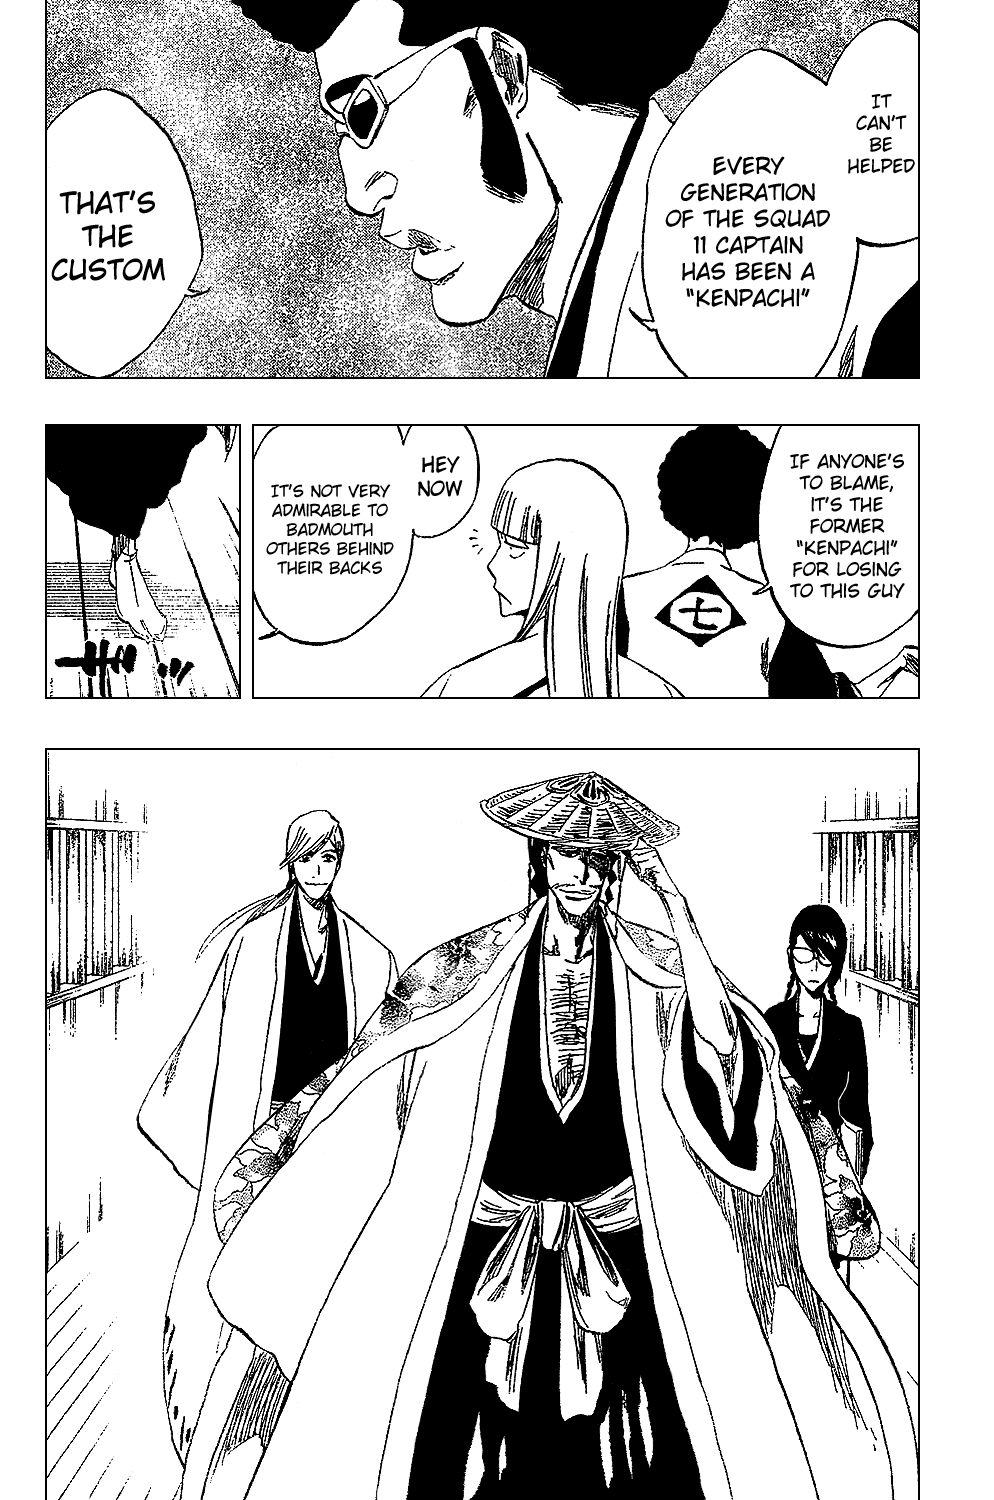 IT
CAN'T
BE
HELPED
EVERY
GENERATION
OF THE SQUAD
11 CAPTAIN
HAS BEEN A
"KENPACHI"
THAT'S
THE
CUSTOM
IF ANYONE'S
TO BLAME,
IT'S THE
FORMER
"KENPACHI"
FOR LOSING
TO THIS GUY
七
HEY
NOW
IT'S NOT VERY
ADMIRABLE TO
BADMOUTH
OTHERS BEHIND
THEIR BACKS